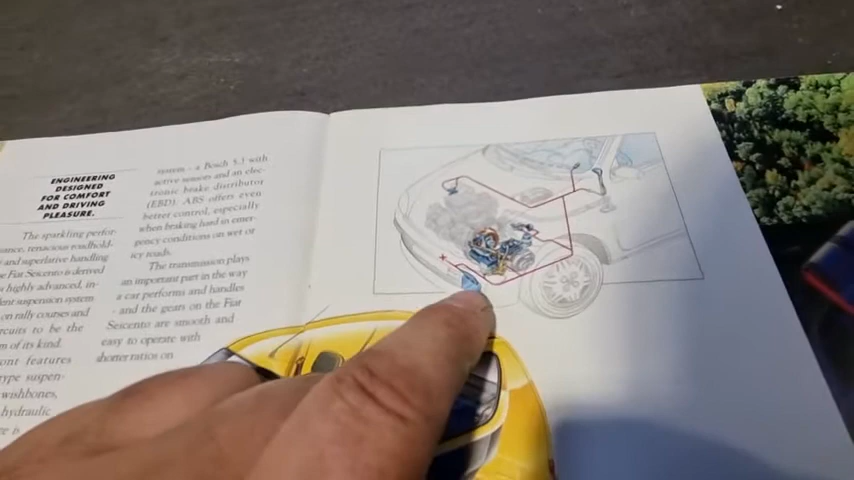 ENGINEERING
DESIGNED
FOR COMFORT
AND DRIVING
PLEASURE.
The sparkling perfor-
mance, tenacious roadhold-
and superlative handling
he Fiat Seicento is derived
highly advanced, in-
dent suspension system
on rally courses and
circuits to be the
m of its kind.
ont features
type suspen-
wishbones,
hydraulic
system - a Bosch 5.3 with
active sensors and an elec-
tronic brake distributor
(EBD). ABS offers even
better control, especially
when braking hard in emer-
gency conditions on wet or
icy roads.
The transmission plays
an important part in the way
a car performs and handles
- and the gears on the Fiat
Seicento are smooth and
easy to operate with
shorter ratios on